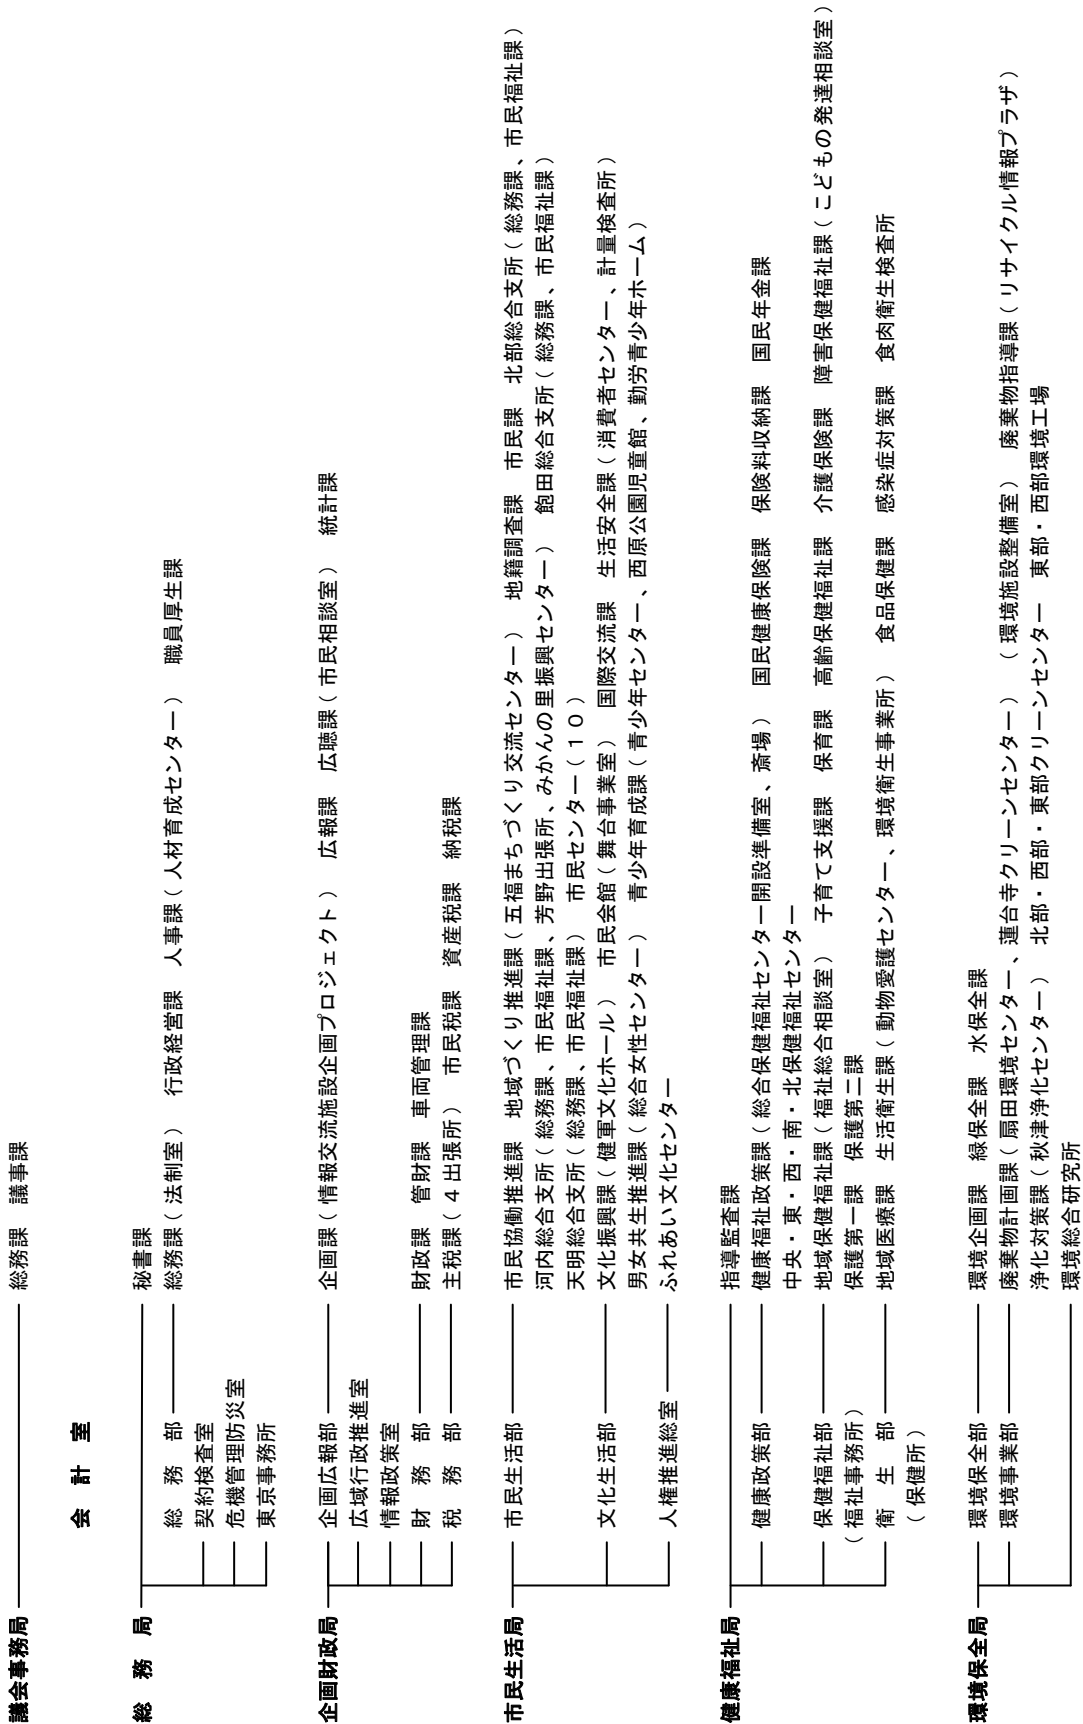 議会事務局 総務課 議事課
会計室
総務局 秘書課
総務部 総務課(法制室) 行政経営課 人事課(人材育成センター) 職員厚生課
契約検査室
危機管理防災室
東京事務所
企画財政局 企画広報部 企画課(情報交流施設企画プロジェクト) 広報課 広聴課(市民相談室) 統計課
広域行政推進室
情報政策室
財務部 財政課 管財課 車両管理課
税務部 主税課(4出張所) 市民税課 資産税課 納税課
市民生活局 市民生活部 市民協働推進課 地域づくり推進課(五福まちづくり交流センター) 地籍調査課 市民課 北部総合支所(総務課、市民福祉課)
河内総合支所(総務課、市民福祉課、芳野出張所、みかんの里振興センター) 飽田総合支所(総務課、市民福祉課)
天明総合支所(総務課、市民福祉課) 市民センター(10)
文化生活部 文化振興課(健軍文化ホール) 市民会館(舞台事業室) 国際交流課 生活安全課(消費者センター、計量検査所)
男女共生推進課(総合女性センター) 青少年育成課(青少年センター、西原公園児童館、勤労青少年ホーム)
人権推進総室 ふれあい文化センター
健康福祉局 指導監査課
健康政策部 健康福祉政策課(総合保健福祉センター開設準備室、斎場) 国民健康保険課 保険料収納課 国民年金課
中央・東・西・南・北保健福祉センター
保健福祉部 地域保健福祉課(福祉総合相談室) 子育て支援課 保育課 高齢保健福祉課 介護保険課 障害保健福祉課(こどもの発達相談室)
(福祉事務所) 保護第一課 保護第二課
衛生部 地域医療課 生活衛生課(動物愛護センター、環境衛生事業所) 食品保健課 感染症対策課 食肉衛生検査所
(保健所)
環境保全局 環境保全部 環境企画課 緑保全課 水保全課
環境事業部 廃棄物計画課(扇田環境センター、蓮台寺クリーンセンター) (環境施設整備室) 廃棄物指導課(リサイクル情報プラザ)
浄化対策課(秋津浄化センター) 北部・西部・東部クリーンセンター 東部・西部環境工場
環境総合研究所